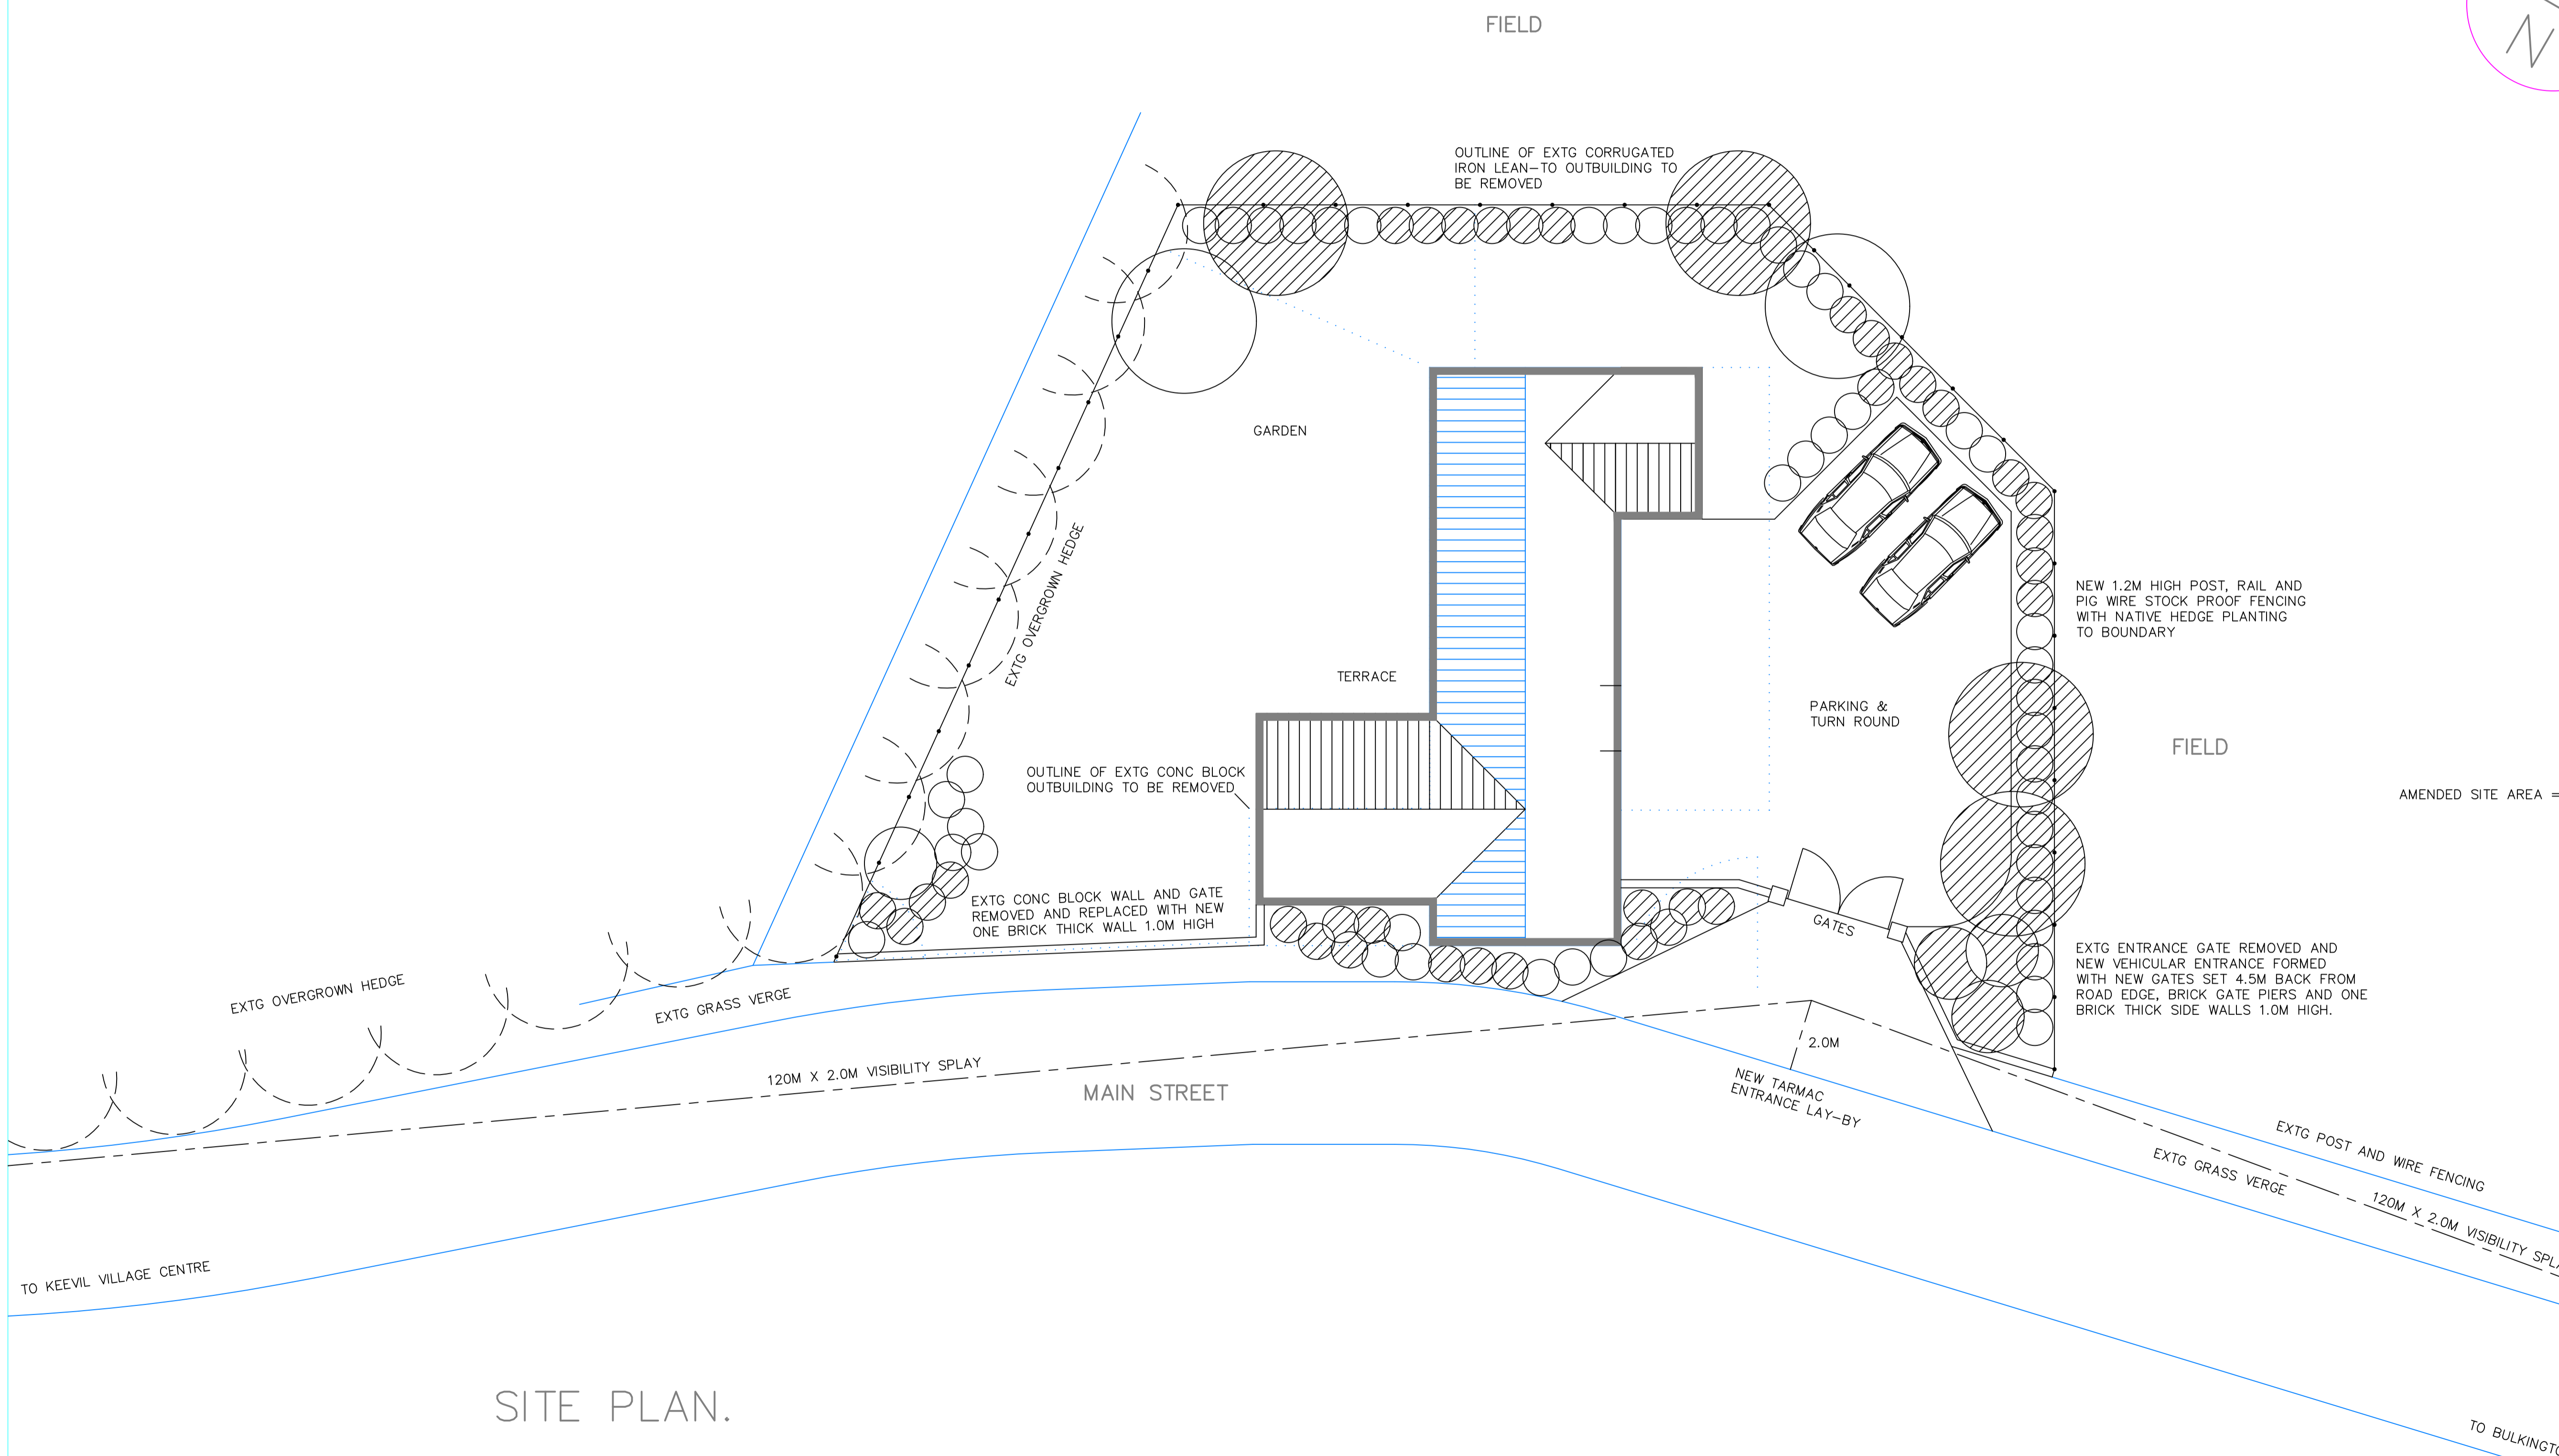 FIELD
N
OUTLINE OF EXTG CORRUGATED
IRON LEAN-TO OUTBUILDING TO
BE REMOVED
GARDEN
EXTG OVERGROWN HEDGE
NEW 1.2M HIGH POST, RAIL AND
PIG WIRE STOCK PROOF FENCING
WITH NATIVE HEDGE PLANTING
TO BOUNDARY
TERRACE
PARKING &
TURN ROUND
FIELD
OUTLINE OF EXTG CONC BLOCK
OUTBUILDING TO BE REMOVED
AMENDED SITE AREA =
EXTG CONC BLOCK WALL AND GATE
REMOVED AND REPLACED WITH NEW
ONE BRICK THICK WALL 1.0M HIGH
GATES
EXTG ENTRANCE GATE REMOVED AND
NEW VEHICULAR ENTRANCE FORMED
WITH NEW GATES SET 4.5M BACK FROM
ROAD EDGE, BRICK GATE PIERS AND ONE
BRICK THICK SIDE WALLS 1.0M HIGH.
EXTG OVERGROWN HEDGE
EXTG GRASS VERGE
2.0M
120M X 2.0M VISIBILITY SPLAY
MAIN STREET
NEW TARMAC
ENTRANCE LAY-BY
EXTG POST AND WIRE FENCING
EXTG GRASS VERGE
120M X 2.0M VISIBILITY
TO KEEVIL VILLAGE CENTRE
SITE PLAN.
TO